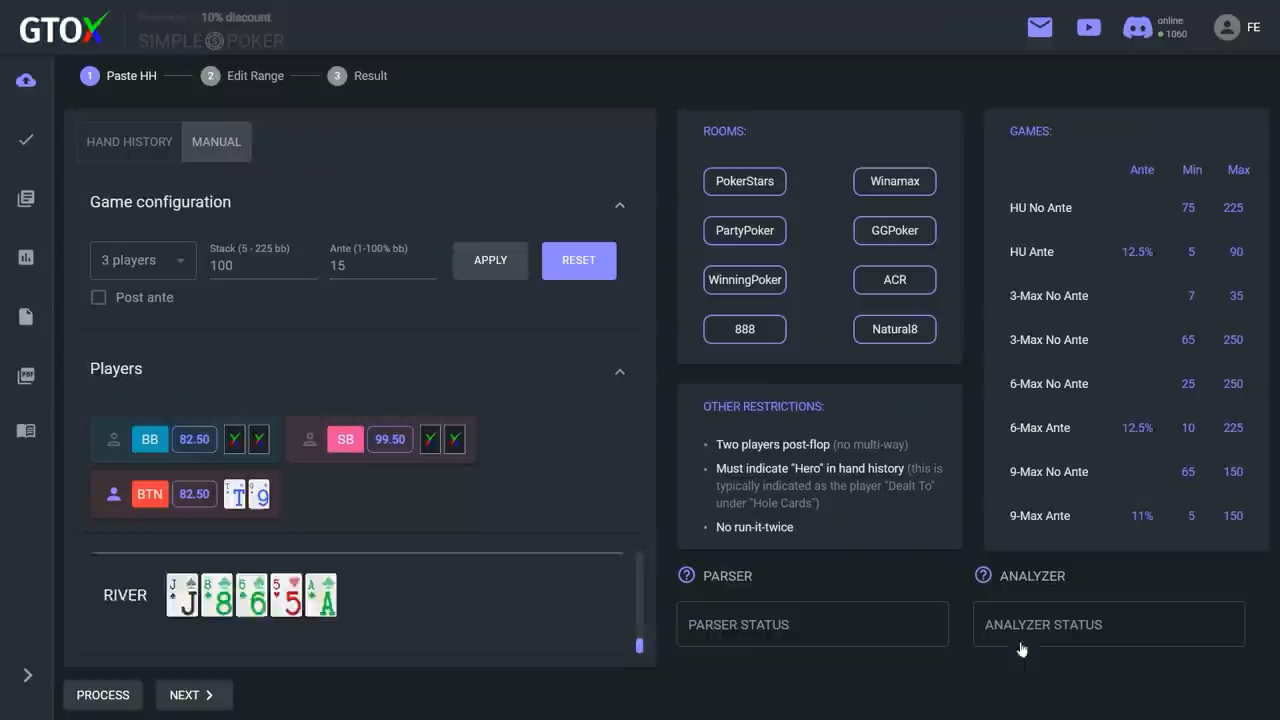 GTOX
Powered by 10% discount
SIMPLE POKER
online
1060
FE
1 Paste HH
2 Edit Range
3 Result
HAND HISTORY
MANUAL
Game configuration
3 players
Stack (5 - 225 bb)
100
Ante (1-100% bb)
15
APPLY
RESET
Post ante
Players
BB 82.50
SB 99.50
BTN 82.50 T 9
RIVER J 8 6 5 A
PROCESS
NEXT
ROOMS:
PokerStars
Winamax
PartyPoker
GGPoker
WinningPoker
ACR
888
Natural8
OTHER RESTRICTIONS:
Two players post-flop (no multi-way)
Must indicate "Hero" in hand history (this is
typically indicated as the player "Dealt To"
under "Hole Cards")
No run-it-twice
GAMES:
Ante Min Max
HU No Ante 75 225
HU Ante 12.5% 5 90
3-Max No Ante 7 35
3-Max No Ante 65 250
6-Max No Ante 25 250
6-Max Ante 12.5% 10 225
9-Max No Ante 65 150
9-Max Ante 11% 5 150
? PARSER
PARSER STATUS
? ANALYZER
ANALYZER STATUS
PDF